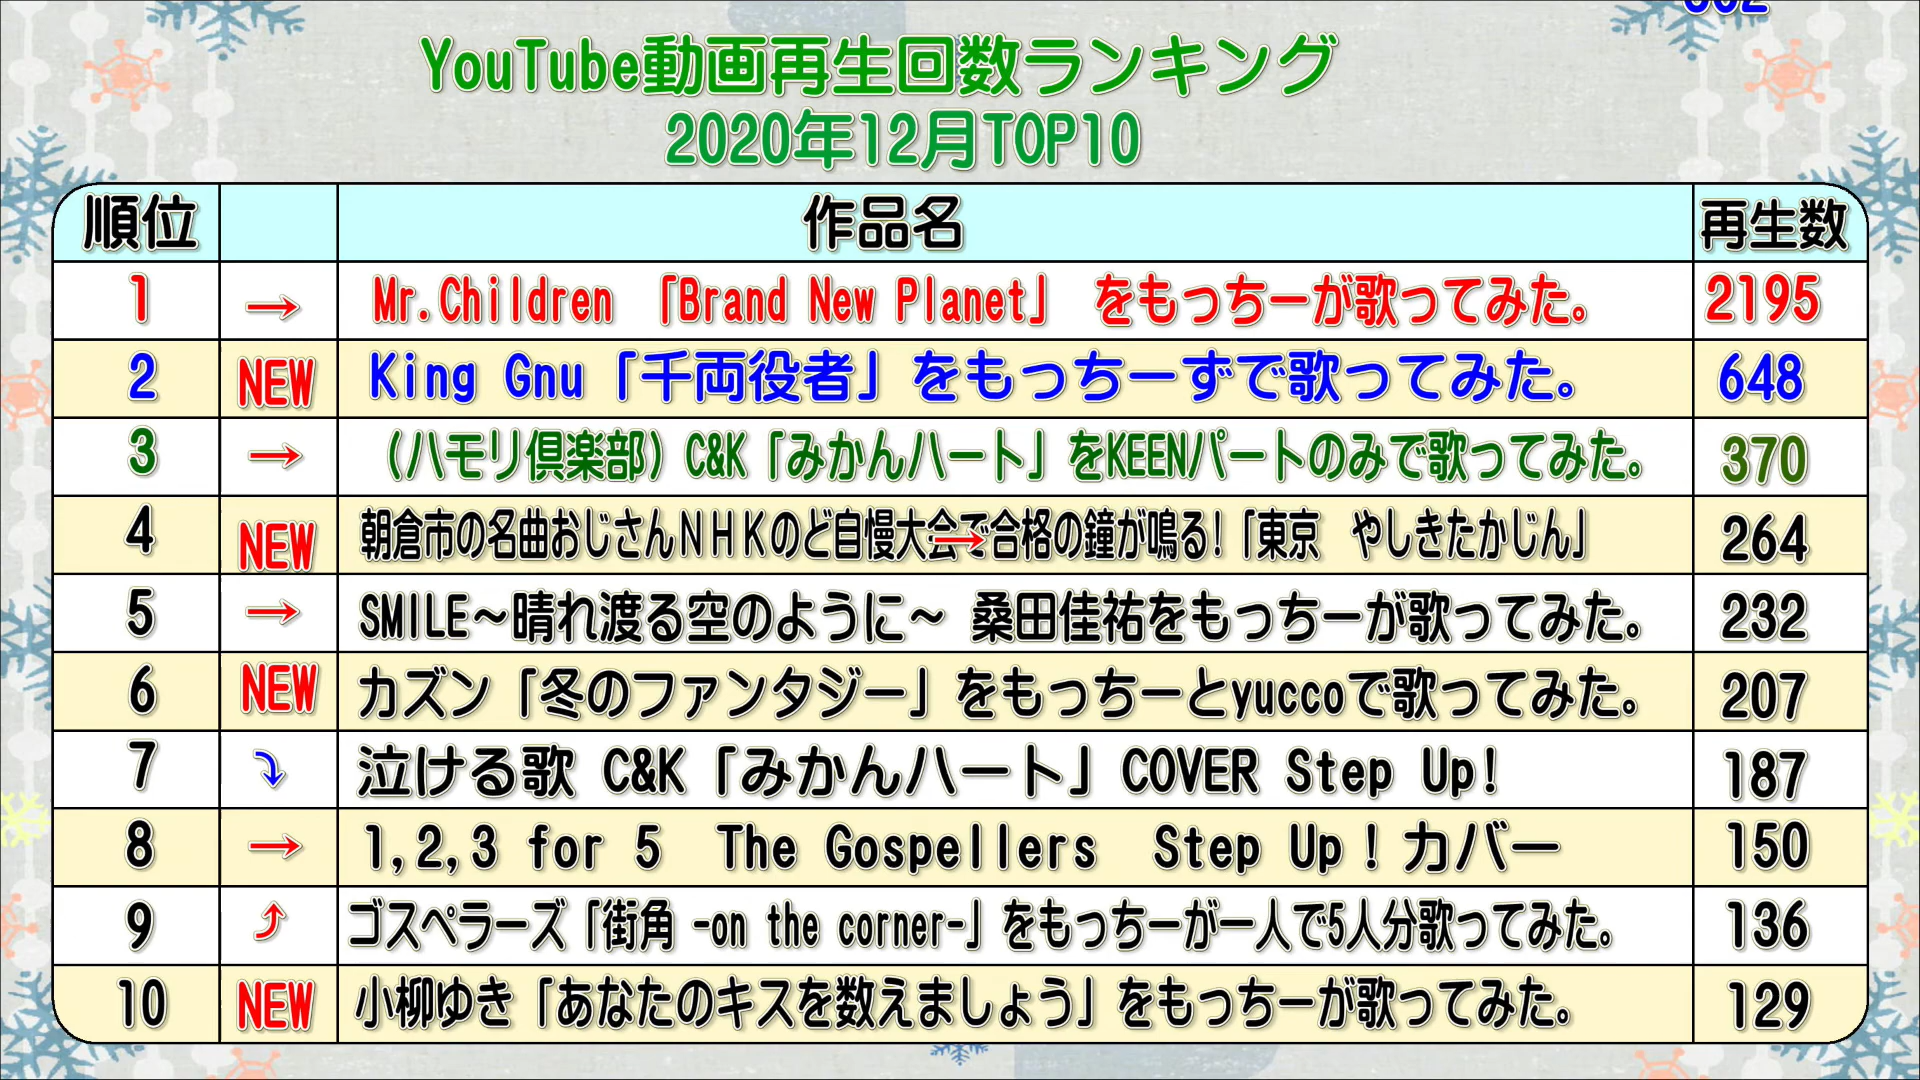 YouTube動画再生回数ランキング
2020年12月TOP10
順位 作品名 再生数
1 → Mr.Children 「Brand New Planet」 をもっちーが歌ってみた。 2195
2 NEW King Gnu「千両役者」をもっちーずで歌ってみた。 648
3 → (ハモリ倶楽部) C&K「みかんハート」をKEENパートのみで歌ってみた。 370
4 NEW 朝倉市の名曲おじさんNHKのど自慢大会で合格の鐘が鳴る!「東京 やしきたかじん」 264
5 → SMILE~晴れ渡る空のように~ 桑田佳祐をもっちーが歌ってみた。 232
6 NEW カズン「冬のファンタジー」をもっちーとyuccoで歌ってみた。 207
7 ⤵ 泣ける歌 C&K「みかんハート」COVER Step Up! 187
8 → 1,2,3 for 5 The Gospellers Step Up!カバー 150
9 ⤴ ゴスペラーズ「街角 -on the corner-」をもっちーが一人で5人分歌ってみた。 136
10 NEW 小柳ゆき「あなたのキスを数えましょう」をもっちーが歌ってみた。 129